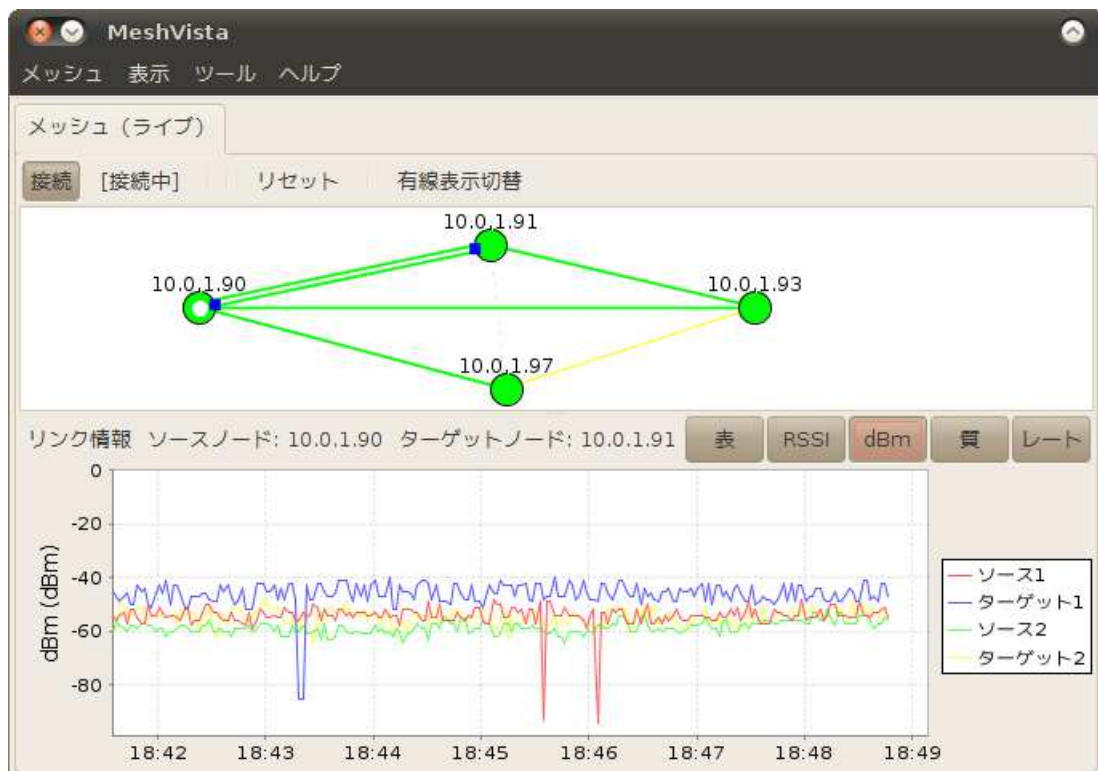 MeshVista
メッシュ 表示 ツール ヘルプ
メッシュ（ライブ）
接続 [接続中] リセット 有線表示切替
10.0.1.91
10.0.1.90
10.0.1.93
10.0.1.97
リンク情報 ソースノード: 10.0.1.90 ターゲットノード: 10.0.1.91 表 RSSI dBm 質 レート
0
-20
-40
-60
-80
dBm (dBm)
ソース1
ターゲット1
ソース2
ターゲット2
18:42 18:43 18:44 18:45 18:46 18:47 18:48 18:49